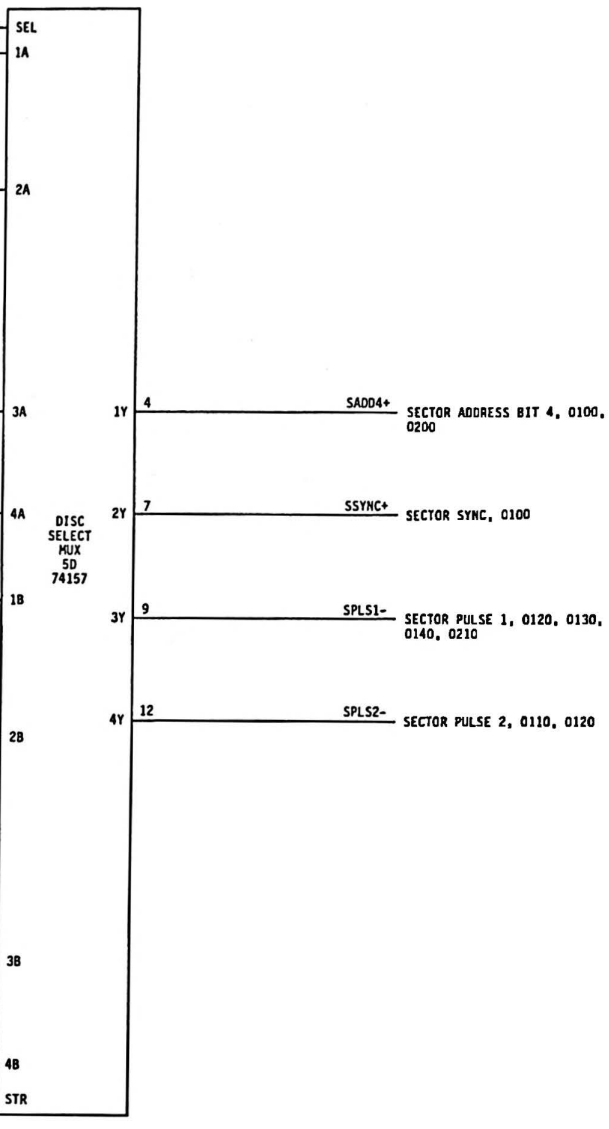 SEL
1A
2A
3A
1Y 4 SADD4+ SECTOR ADDRESS BIT 4, 0100,
0200
4A
2Y 7 SSYNC+ SECTOR SYNC, 0100
DISC
SELECT
MUX
5D
74157
1B
3Y 9 SPLS1- SECTOR PULSE 1, 0120, 0130,
0140, 0210
4Y 12 SPLS2- SECTOR PULSE 2, 0110, 0120
2B
3B
4B
STR